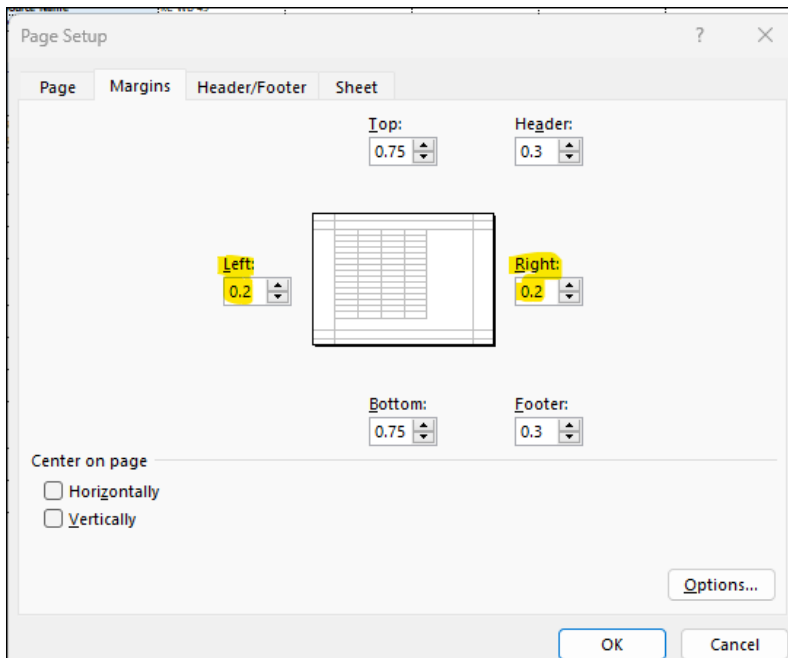 Page Setup ? ×
Page Margins Header/Footer Sheet
Top: Header:
0.75 0.3
Left: Right:
0.2 0.2
Bottom: Footer:
0.75 0.3
Center on page
Horizontally
Vertically
Options...
OK Cancel